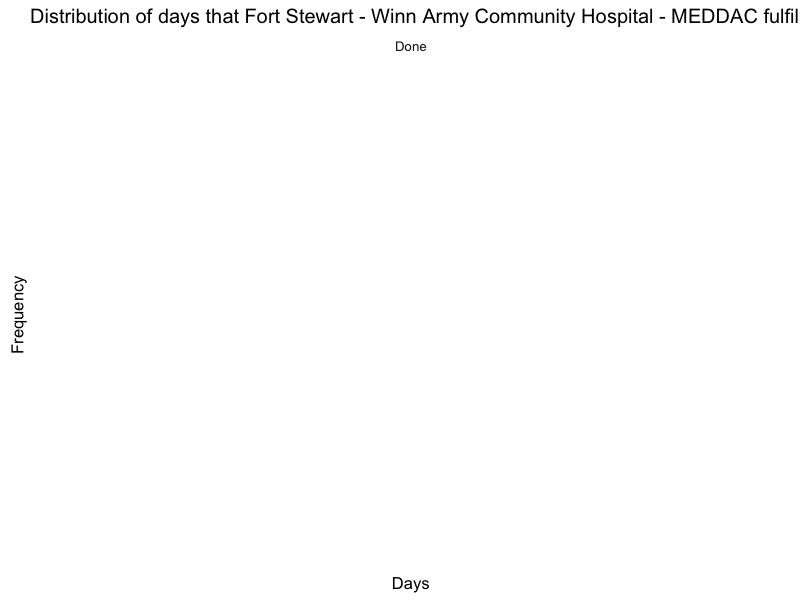 Distribution of days that Fort Stewart - Winn Army Community Hospital - MEDDAC fulfil
Done
Frequency
Days